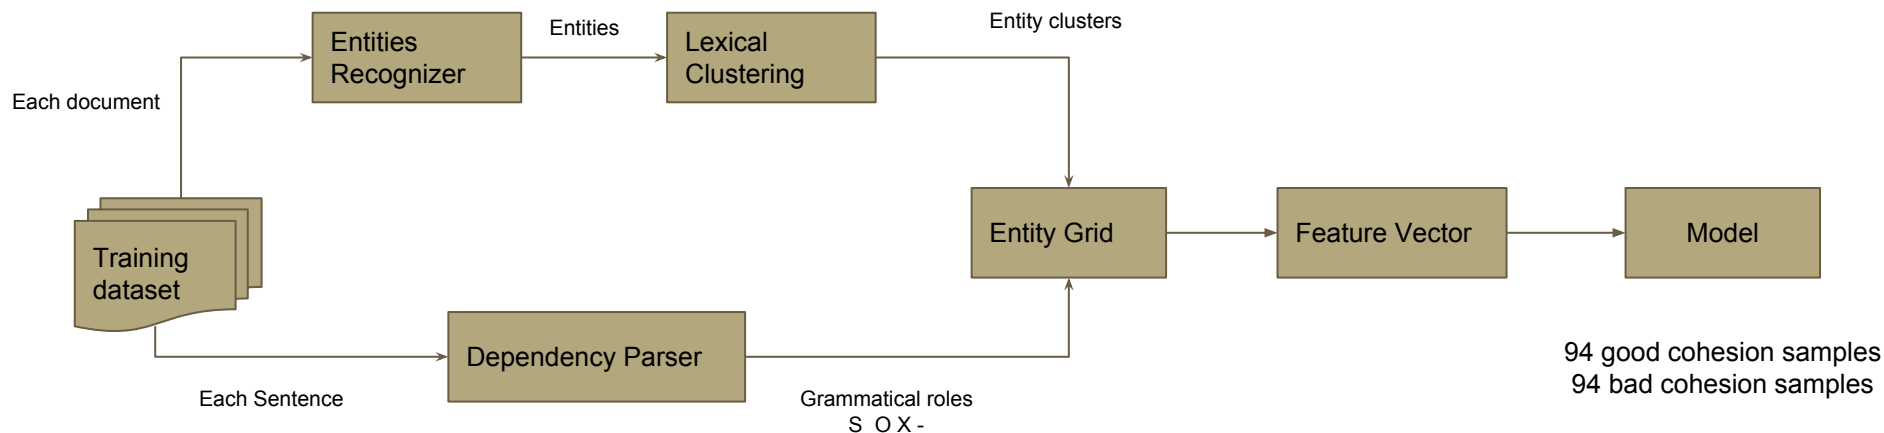 Entities
Recognizer
Entities
Lexical
Clustering
Entity clusters
Each document
Training
dataset
Entity Grid
Feature Vector
Model
Dependency Parser
Each Sentence
Grammatical roles
S O X -
94 good cohesion samples
94 bad cohesion samples